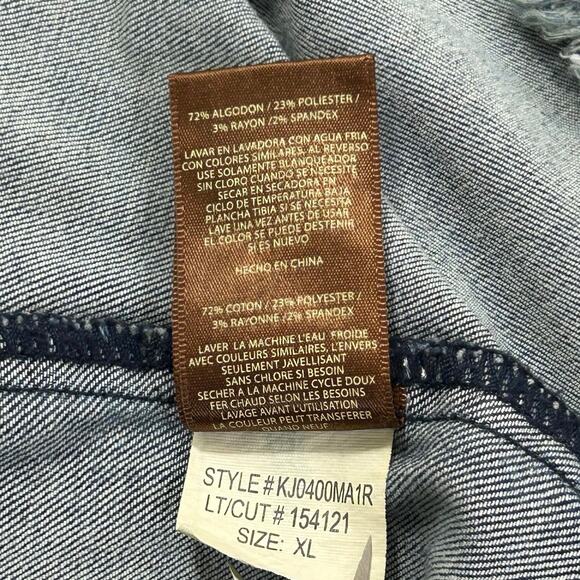 72% ALGODON / 23% POLIESTER /
3% RAYON / 2% SPANDEX
LAVAR EN LAVADORA CON AGUA FRIA
CON COLORES SIMILARES. AL REVERSO
USE SOLAMENTE BLANQUEADOR
SIN CLORO CUANDO SE NECESITE
SECAR EN SECADORA EN
CICLO DE TEMPERATURA BAJA
PLANCHA TIBIA SI SE NECESITA
LAVE UNA VEZ ANTES DE USAR
EL COLOR SE PUEDE DESTENIR
SI ES NUEVO
HECHO EN CHINA
72% COTON / 23% POLYESTER /
3% RAYONNE / 2% SPANDEX
LAVER LA MACHINE L'EAU FROIDE
AVEC COULEURS SIMILAIRES. L'ENVERS
SEULEMENT JAVELLISANT
SANS CHLORE SI BESOIN
SECHER A LA MACHINE CYCLE DOUX
FER CHAUD SELON LES BESOINS
LAVAGE AVANT L'UTILISATION
LA COULEUR PEUT TRANSFERER
QUAND NEUF
STYLE # KJ0400MA1R
LT/CUT # 154121
SIZE: XL